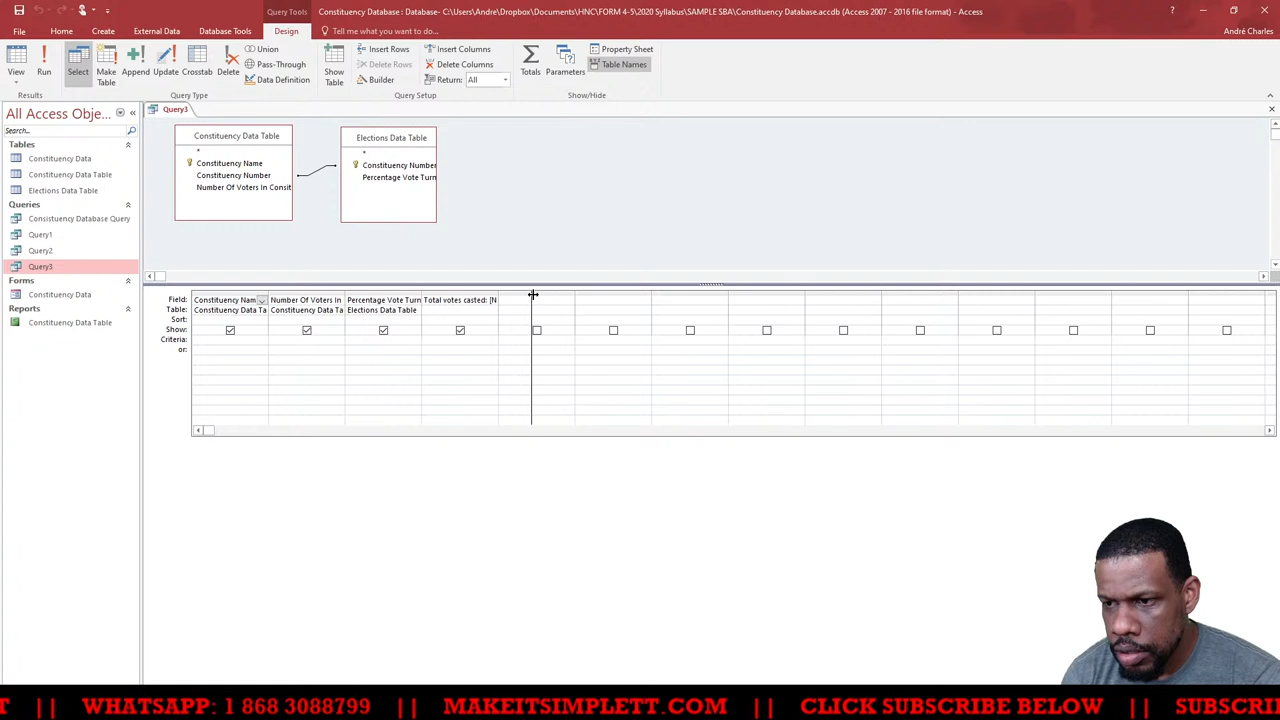 Query Tools
Constituency Database : Database- C:\Users\Andre\Dropbox\Documents\HNC\FORM 4-5\2020 Syllabus\SAMPLE SBA\Constituency Database.accdb (Access 2007 - 2016 file format) - Access
File Home Create External Data Database Tools Design Tell me what you want to do... André Charles
View Run Select Make Table Append Update Crosstab Delete
Union
Pass-Through
Data Definition
Show Table
Insert Rows
Delete Rows
Builder
Insert Columns
Delete Columns
Return: All
Totals Parameters
Property Sheet
Table Names
Results Query Type Query Setup Show/Hide
All Access Obje...
Search...
Tables
Constituency Data
Constituency Data Table
Elections Data Table
Queries
Consistuency Database Query
Query1
Query2
Query3
Forms
Constituency Data
Reports
Constituency Data Table
Query3
Constituency Data Table
*
Constituency Name
Constituency Number
Number Of Voters In Consit
Elections Data Table
*
Constituency Number
Percentage Vote Turn
Field: Constituency Nam Number Of Voters In Percentage Vote Turn Total votes casted: [N
Table: Constituency Data Ta Constituency Data Ta Elections Data Table
Sort:
Show:
Criteria:
or:
|| WHATSAPP: 1 868 3088799 || MAKEITSIMPLETT.COM || CLICK SUBSCRIBE BELOW || SUBSCRI